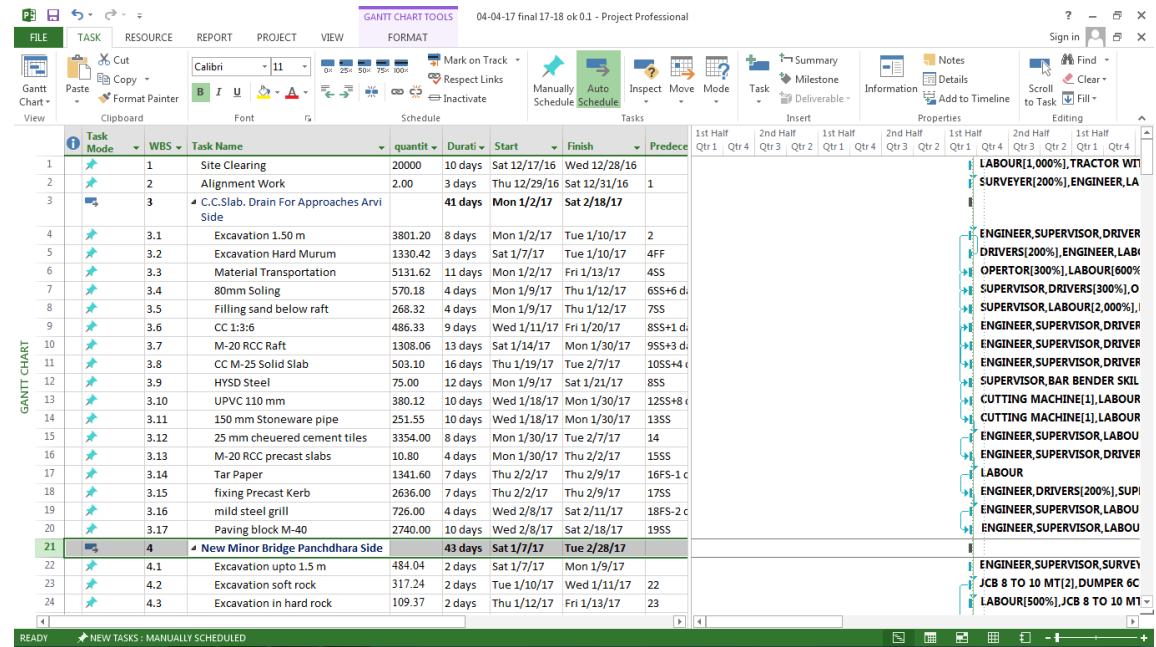 GANTT CHART TOOLS 04-04-17 final 17-18 ok 0.1 - Project Professional
FILE TASK RESOURCE REPORT PROJECT VIEW FORMAT Sign in
Gantt Chart
Paste
Cut
Copy
Format Painter
Calibri 11
B I U A
0% 25% 50% 75% 100%
Mark on Track
Respect Links
Inactivate
Manually Schedule
Auto Schedule
Inspect Move Mode
Task
Summary
Milestone
Deliverable
Information
Notes
Details
Add to Timeline
Scroll to Task
Find
Clear
Fill
View Clipboard Font Schedule Tasks Insert Properties Editing
Task Mode WBS Task Name quantit Durati Start Finish Predece
1st Half 2nd Half 1st Half 2nd Half 1st Half 2nd Half 1st Half
Qtr 1 Qtr 4 Qtr 3 Qtr 2 Qtr 1 Qtr 4 Qtr 3 Qtr 2 Qtr 1 Qtr 4 Qtr 3 Qtr 2 Qtr 1 Qtr 4
GANTT CHART
1 1 Site Clearing 20000 10 days Sat 12/17/16 Wed 12/28/16 LABOUR[1,000%],TRACTOR WIT
2 2 Alignment Work 2.00 3 days Thu 12/29/16 Sat 12/31/16 1 SURVEYER[200%],ENGINEER,LA
3 3 C.C.Slab. Drain For Approaches Arvi 41 days Mon 1/2/17 Sat 2/18/17
Side
4 3.1 Excavation 1.50 m 3801.20 8 days Mon 1/2/17 Tue 1/10/17 2 ENGINEER,SUPERVISOR,DRIVER
5 3.2 Excavation Hard Murum 1330.42 3 days Sat 1/7/17 Tue 1/10/17 4FF DRIVERS[200%],ENGINEER,LAB
6 3.3 Material Transportation 5131.62 11 days Mon 1/2/17 Fri 1/13/17 4SS OPERTOR[300%],LABOUR[600%
7 3.4 80mm Soling 570.18 4 days Mon 1/9/17 Thu 1/12/17 6SS+6 d SUPERVISOR,DRIVERS[300%],O
8 3.5 Filling sand below raft 268.32 4 days Mon 1/9/17 Thu 1/12/17 7SS SUPERVISOR,LABOUR[2,000%],
9 3.6 CC 1:3:6 486.33 9 days Wed 1/11/17 Fri 1/20/17 8SS+1 d ENGINEER,SUPERVISOR,DRIVER
10 3.7 M-20 RCC Raft 1308.06 13 days Sat 1/14/17 Mon 1/30/17 9SS+3 d ENGINEER,SUPERVISOR,DRIVER
11 3.8 CC M-25 Solid Slab 503.10 16 days Thu 1/19/17 Tue 2/7/17 10SS+4 ENGINEER,SUPERVISOR,DRIVER
12 3.9 HYSD Steel 75.00 12 days Mon 1/9/17 Sat 1/21/17 8SS SUPERVISOR,BAR BENDER SKIL
13 3.10 UPVC 110 mm 380.12 10 days Wed 1/18/17 Mon 1/30/17 12SS+8 CUTTING MACHINE[1],LABOUR
14 3.11 150 mm Stoneware pipe 251.55 10 days Wed 1/18/17 Mon 1/30/17 13SS CUTTING MACHINE[1],LABOUR
15 3.12 25 mm cheuered cement tiles 3354.00 8 days Mon 1/30/17 Tue 2/7/17 14 ENGINEER,SUPERVISOR,LABOU
16 3.13 M-20 RCC precast slabs 10.80 4 days Mon 1/30/17 Thu 2/2/17 15SS ENGINEER,SUPERVISOR,DRIVER
17 3.14 Tar Paper 1341.60 7 days Thu 2/2/17 Thu 2/9/17 16FS-1 LABOUR
18 3.15 fixing Precast Kerb 2636.00 7 days Thu 2/2/17 Thu 2/9/17 17SS ENGINEER,DRIVERS[200%],SUP
19 3.16 mild steel grill 726.00 4 days Wed 2/8/17 Sat 2/11/17 18FS-2 ENGINEER,SUPERVISOR,LABOU
20 3.17 Paving block M-40 2740.00 10 days Wed 2/8/17 Sat 2/18/17 19SS ENGINEER,SUPERVISOR,LABOU
21 4 New Minor Bridge Panchdhara Side 43 days Sat 1/7/17 Tue 2/28/17
22 4.1 Excavation upto 1.5 m 484.04 2 days Sat 1/7/17 Mon 1/9/17 ENGINEER,SUPERVISOR,SURVEY
23 4.2 Excavation soft rock 317.24 2 days Tue 1/10/17 Wed 1/11/17 22 JCB 8 TO 10 MT[2],DUMPER 6C
24 4.3 Excavation in hard rock 109.37 2 days Thu 1/12/17 Fri 1/13/17 23 LABOUR[500%],JCB 8 TO 10 MT
READY NEW TASKS : MANUALLY SCHEDULED